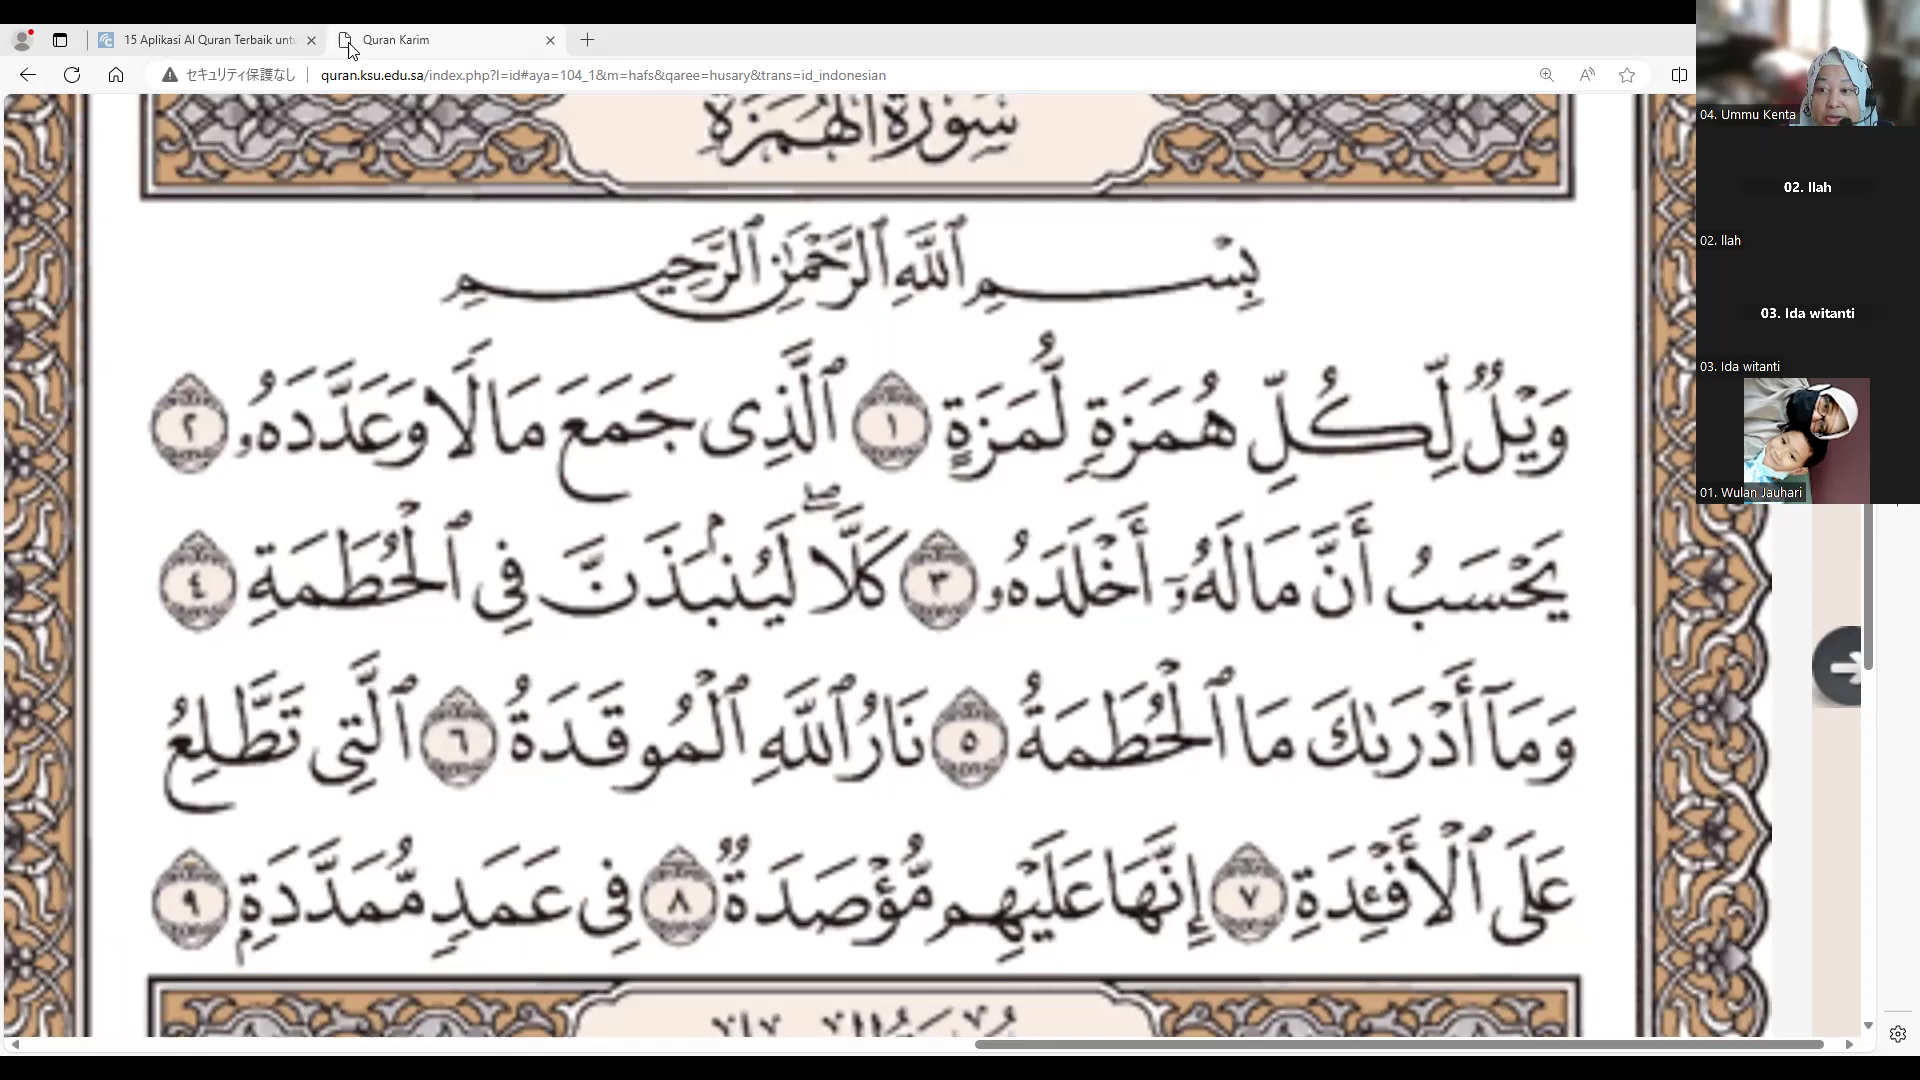 15 Aplikasi Al Quran Terbaik untu
Quran Karim
セキュリティ保護なし
quran.ksu.edu.sa/index.php?l=id#aya=104_1&m=hafs&qaree=husary&trans=id_indonesian
سُورَةُ الهُمَزَةِ
بِسْمِ ٱللَّهِ ٱلرَّحْمَٰنِ ٱلرَّحِيمِ
وَيْلٌ لِّكُلِّ هُمَزَةٍ لُّمَزَةٍ ١ ٱلَّذِى جَمَعَ مَالًا وَعَدَّدَهُۥ ٢
يَحْسَبُ أَنَّ مَالَهُۥٓ أَخْلَدَهُۥ ٣ كَلَّا ۖ لَيُنۢبَذَنَّ فِى ٱلْحُطَمَةِ ٤
وَمَآ أَدْرَىٰكَ مَا ٱلْحُطَمَةُ ٥ نَارُ ٱللَّهِ ٱلْمُوقَدَةُ ٦ ٱلَّتِى تَطَّلِعُ
عَلَى ٱلْأَفْـِٔدَةِ ٧ إِنَّهَا عَلَيْهِم مُّؤْصَدَةٌ ٨ فِى عَمَدٍ مُّمَدَّدَةٍۭ ٩
04. Ummu Kenta
02. Ilah
02. Ilah
03. Ida witanti
03. Ida witanti
01. Wulan Jauhari